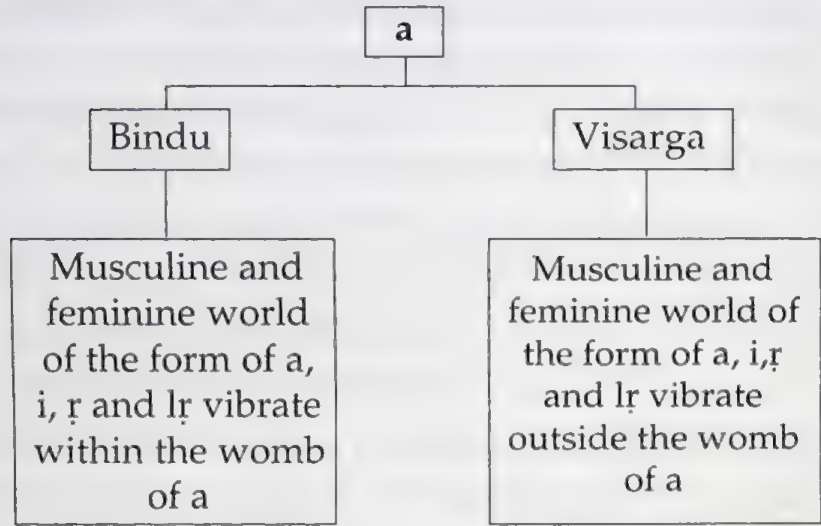 a
Bindu
Visarga
Musculine and
feminine world
of the form of a,
i, ṛ and lṛ vibrate
within the womb
of a
Musculine and
feminine world of
the form of a, i,ṛ
and lṛ vibrate
outside the womb
of a